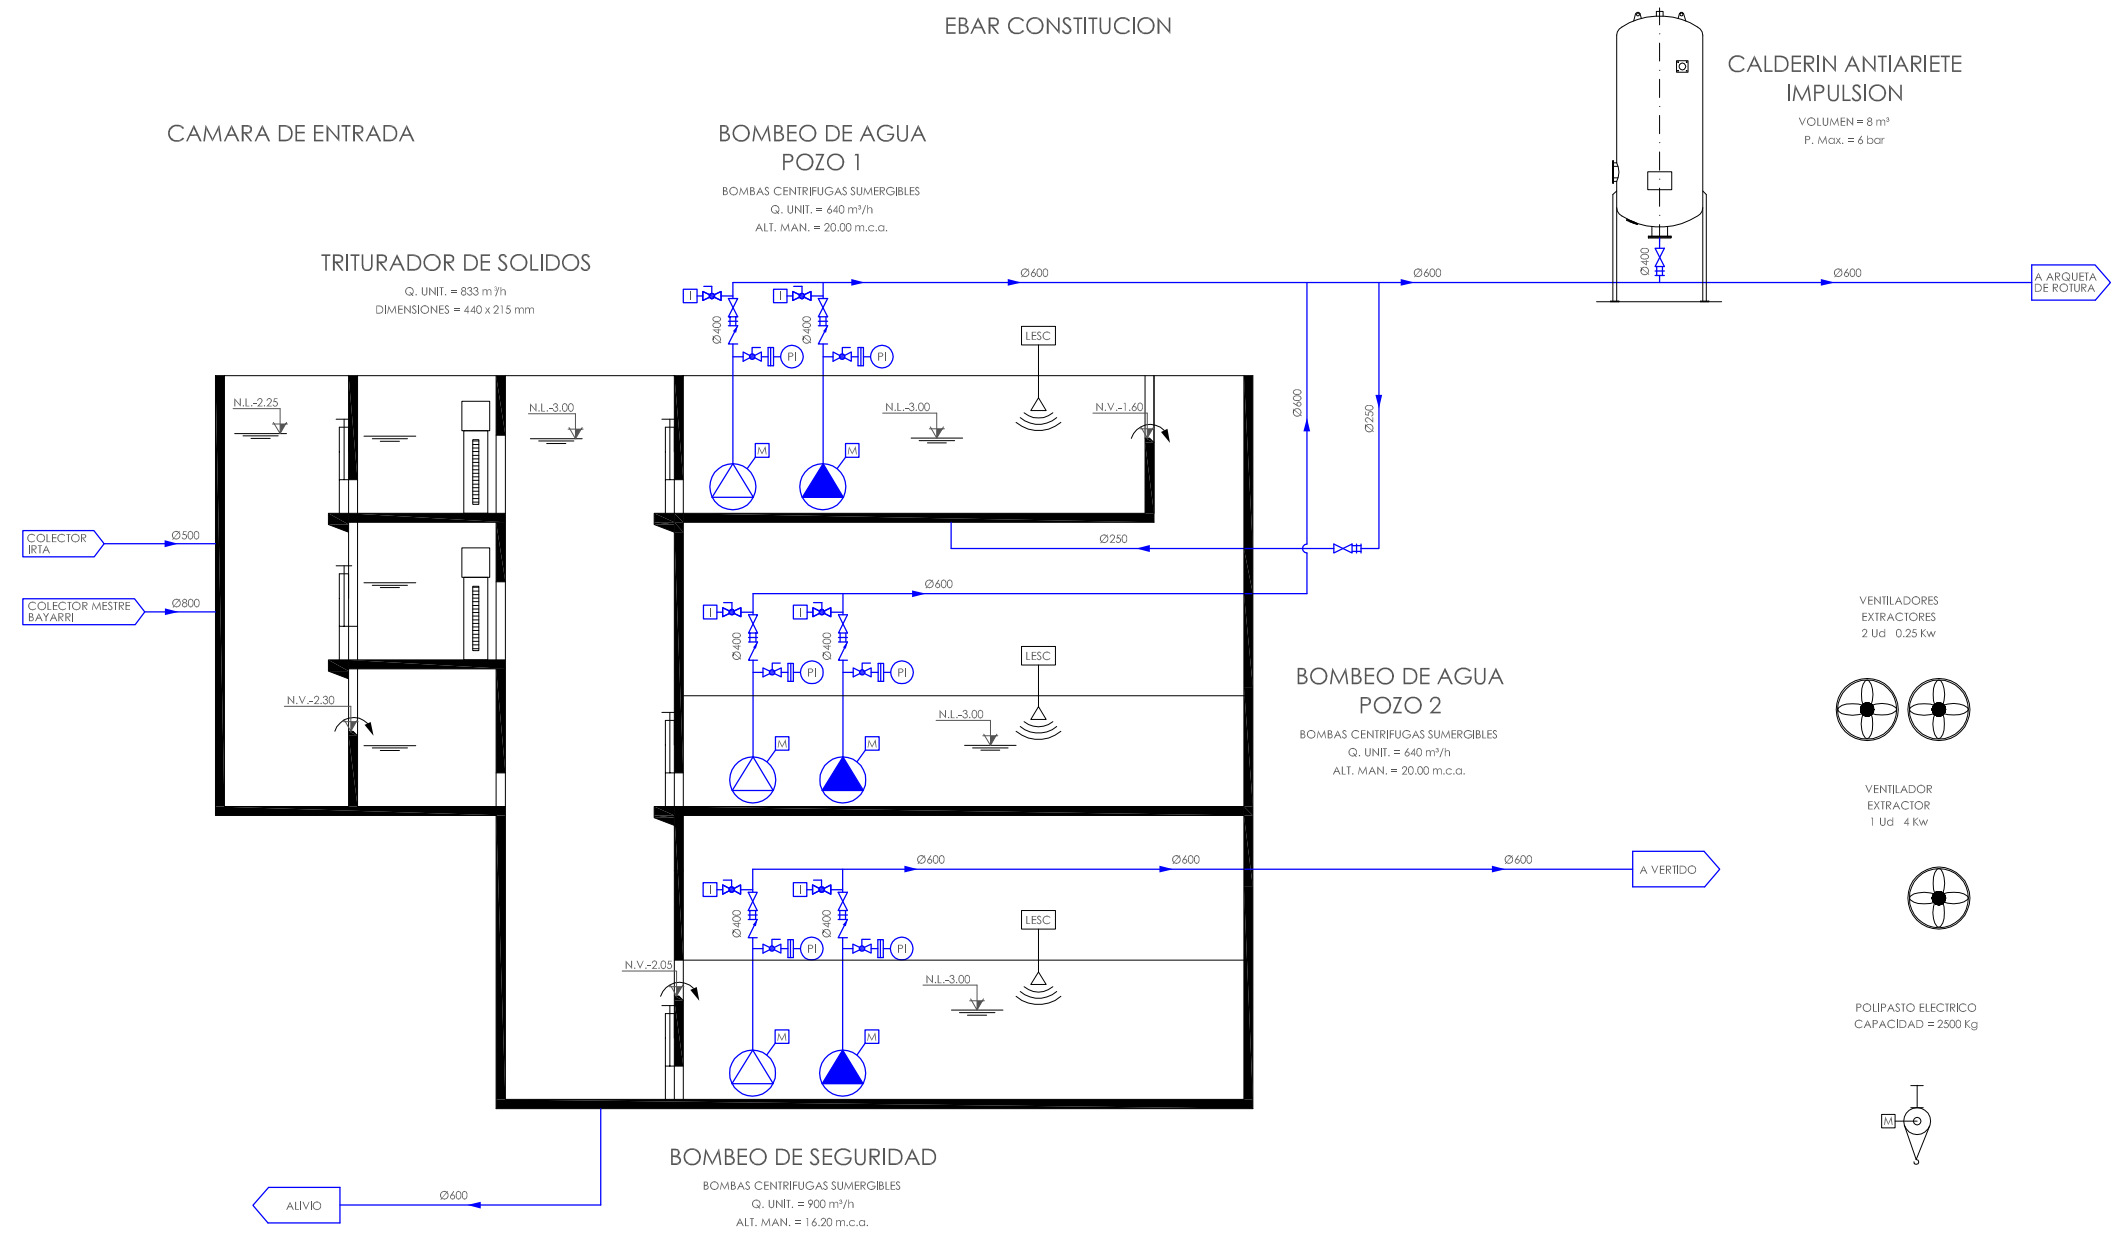 EBAR CONSTITUCION
CALDERIN ANTIARIETE
IMPULSION
VOLUMEN = 8 m³
P. Max. = 6 bar
CAMARA DE ENTRADA
BOMBEO DE AGUA
POZO 1
BOMBAS CENTRIFUGAS SUMERGIBLES
Q. UNIT. = 640 m³/h
ALT. MAN. = 20.00 m.c.a.
TRITURADOR DE SOLIDOS
Q. UNIT. = 833 m³/h
DIMENSIONES = 440 x 215 mm
Ø600
Ø600
Ø400
Ø600
A ARQUETA
DE ROTURA
I
I
Ø400
Ø400
PI
PI
LESC
N.L.-2.25
N.L.-3.00
N.L.-3.00
N.V.-1.60
Ø600
Ø250
M
M
COLECTOR
IRTA
Ø500
Ø250
COLECTOR MESTRE
BAYARRI
Ø800
Ø600
I
I
Ø400
Ø400
PI
PI
LESC
N.V.-2.30
N.L.-3.00
M
M
BOMBEO DE AGUA
POZO 2
BOMBAS CENTRIFUGAS SUMERGIBLES
Q. UNIT. = 640 m³/h
ALT. MAN. = 20.00 m.c.a.
VENTILADORES
EXTRACTORES
2 Ud 0.25 Kw
VENTILADOR
EXTRACTOR
1 Ud 4 Kw
Ø600
Ø600
Ø600
A VERTIDO
I
I
Ø400
Ø400
PI
PI
LESC
N.V.-2.05
N.L.-3.00
M
M
POLIPASTO ELECTRICO
CAPACIDAD = 2500 Kg
M
BOMBEO DE SEGURIDAD
BOMBAS CENTRIFUGAS SUMERGIBLES
Q. UNIT. = 900 m³/h
ALT. MAN. = 16.20 m.c.a.
ALIVIO
Ø600